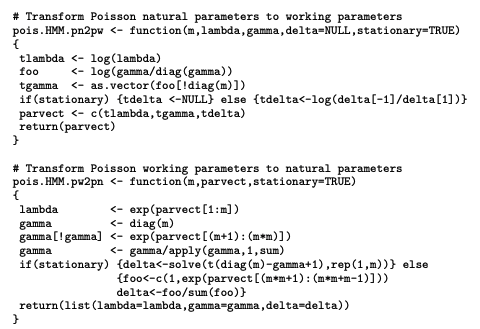 # Transform Poisson natural parameters to working parameters
pois.HMM.pn2pw <- function(m,lambda,gamma,delta=NULL,stationary=TRUE)
{
 tlambda <- log(lambda)
 foo     <- log(gamma/diag(gamma))
 tgamma  <- as.vector(foo[!diag(m)])
 if(stationary) {tdelta <-NULL} else {tdelta<-log(delta[-1]/delta[1])}
 parvect <- c(tlambda,tgamma,tdelta)
 return(parvect)
}

# Transform Poisson working parameters to natural parameters
pois.HMM.pw2pn <- function(m,parvect,stationary=TRUE)
{
 lambda        <- exp(parvect[1:m])
 gamma         <- diag(m)
 gamma[!gamma] <- exp(parvect[(m+1):(m*m)])
 gamma         <- gamma/apply(gamma,1,sum)
 if(stationary) {delta<-solve(t(diag(m)-gamma+1),rep(1,m))} else
                {foo<-c(1,exp(parvect[(m*m+1):(m*m+m-1)]))
                delta<-foo/sum(foo)}
 return(list(lambda=lambda,gamma=gamma,delta=delta))
}